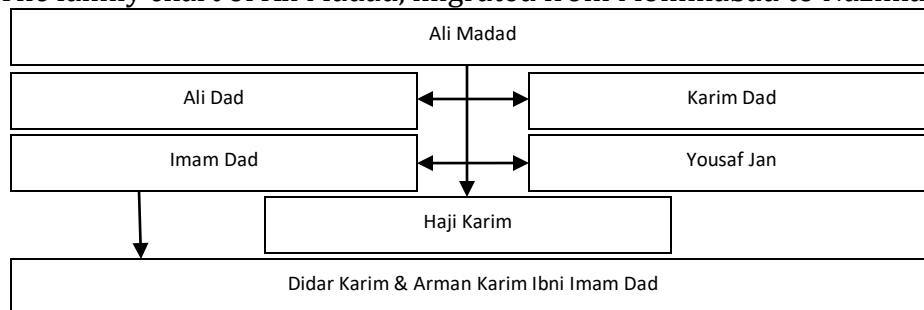 Ali Madad
Ali Dad
Karim Dad
Imam Dad
Yousaf Jan
Haji Karim
Didar Karim & Arman Karim Ibni Imam Dad